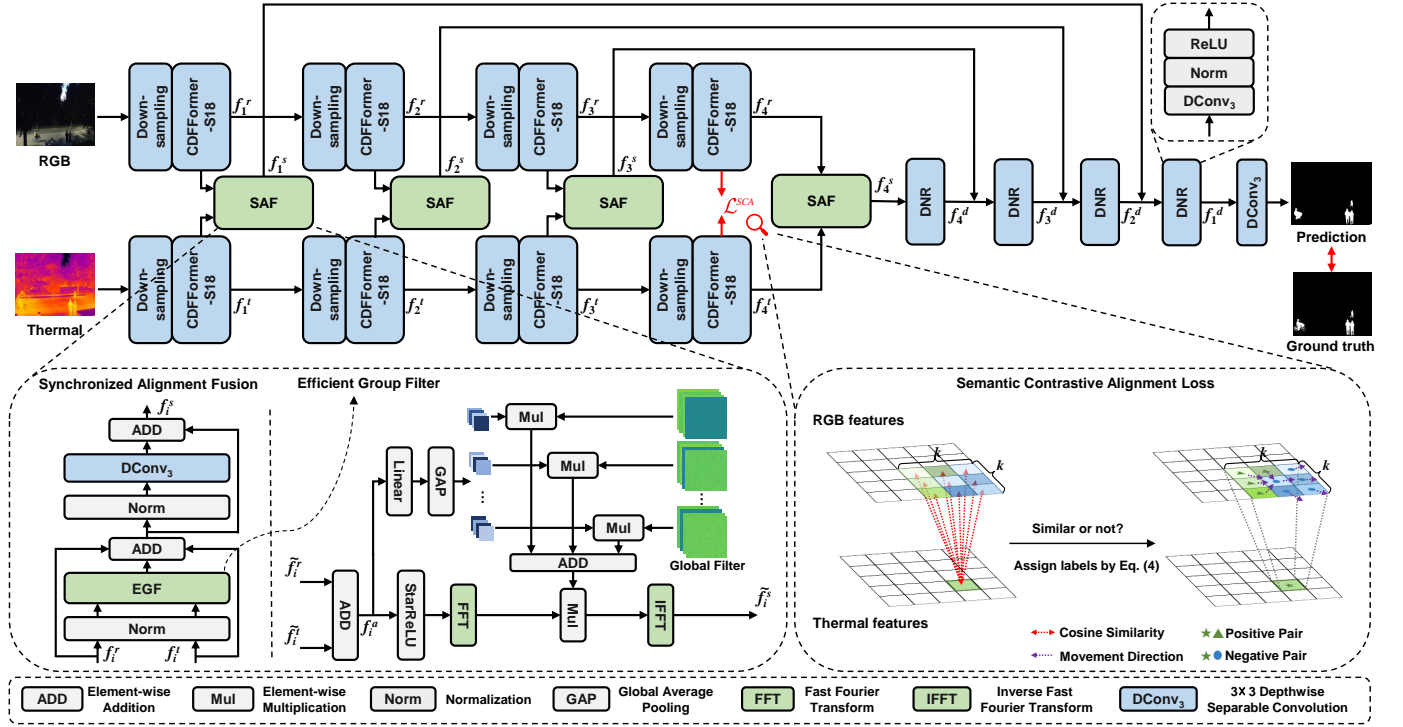 ReLU
Norm
DConv₃
Down-sampling
CDFFormer-S18
f₁ʳ
Down-sampling
CDFFormer-S18
f₂ʳ
Down-sampling
CDFFormer-S18
f₃ʳ
Down-sampling
CDFFormer-S18
f₄ʳ
RGB
f₁ˢ
f₂ˢ
f₃ˢ
SAF
SAF
SAF
ℒ^SCA
SAF
f₄ˢ
DNR
f₄ᵈ
DNR
f₃ᵈ
DNR
f₂ᵈ
DNR
f₁ᵈ
DConv₃
Prediction
Thermal
Down-sampling
CDFFormer-S18
f₁ᵗ
Down-sampling
CDFFormer-S18
f₂ᵗ
Down-sampling
CDFFormer-S18
f₃ᵗ
Down-sampling
CDFFormer-S18
f₄ᵗ
Ground truth
Synchronized Alignment Fusion
fᵢˢ
ADD
DConv₃
Norm
ADD
EGF
Norm
fᵢʳ
fᵢᵗ
Efficient Group Filter
Mul
Linear
GAP
Mul
⋮
Mul
⋮
Global Filter
ADD
f̃ᵢʳ
f̃ᵢᵗ
ADD
fᵢᵃ
StarReLU
FFT
Mul
IFFT
f̃ᵢˢ
Semantic Contrastive Alignment Loss
RGB features
k
k
k
k
Similar or not?
Assign labels by Eq. (4)
Thermal features
Cosine Similarity
Positive Pair
Movement Direction
Negative Pair
ADD
Element-wise
Addition
Mul
Element-wise
Multiplication
Norm
Normalization
GAP
Global Average
Pooling
FFT
Fast Fourier
Transform
IFFT
Inverse Fast
Fourier Transform
DConv₃
3×3 Depthwise
Separable Convolution